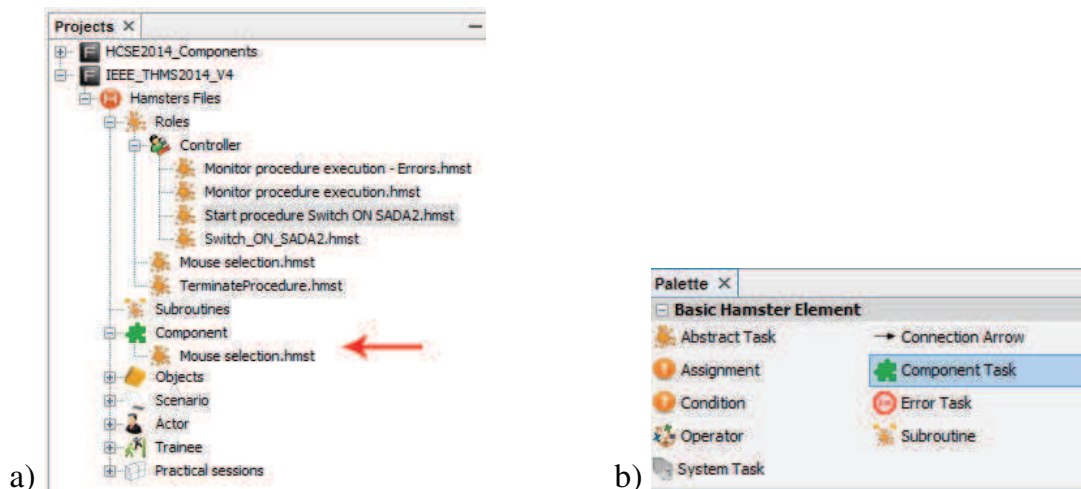 Projects ×
HCSE2014_Components
IEEE_THMS2014_V4
Hamsters Files
Roles
Controller
Monitor procedure execution - Errors.hmst
Monitor procedure execution.hmst
Start procedure Switch ON SADA2.hmst
Switch_ON_SADA2.hmst
Mouse selection.hmst
TerminateProcedure.hmst
Subroutines
Component
Mouse selection.hmst
Objects
Scenario
Actor
Trainee
Practical sessions
a)
Palette ×
Basic Hamster Element
Abstract Task Connection Arrow
Assignment Component Task
Condition Error Task
Operator Subroutine
System Task
b)